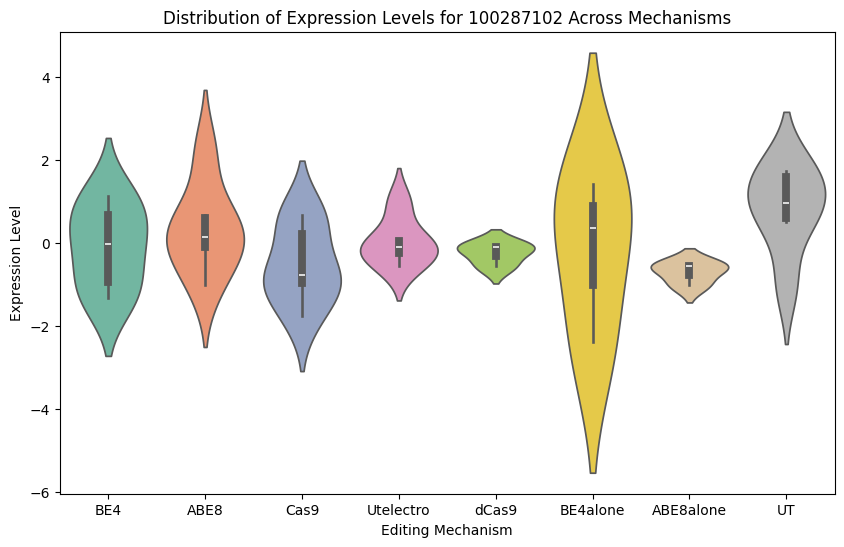 Distribution of Expression Levels for 100287102 Across Mechanisms
Expression Level
4
2
0
−2
−4
−6
BE4 ABE8 Cas9 Utelectro dCas9 BE4alone ABE8alone UT
Editing Mechanism